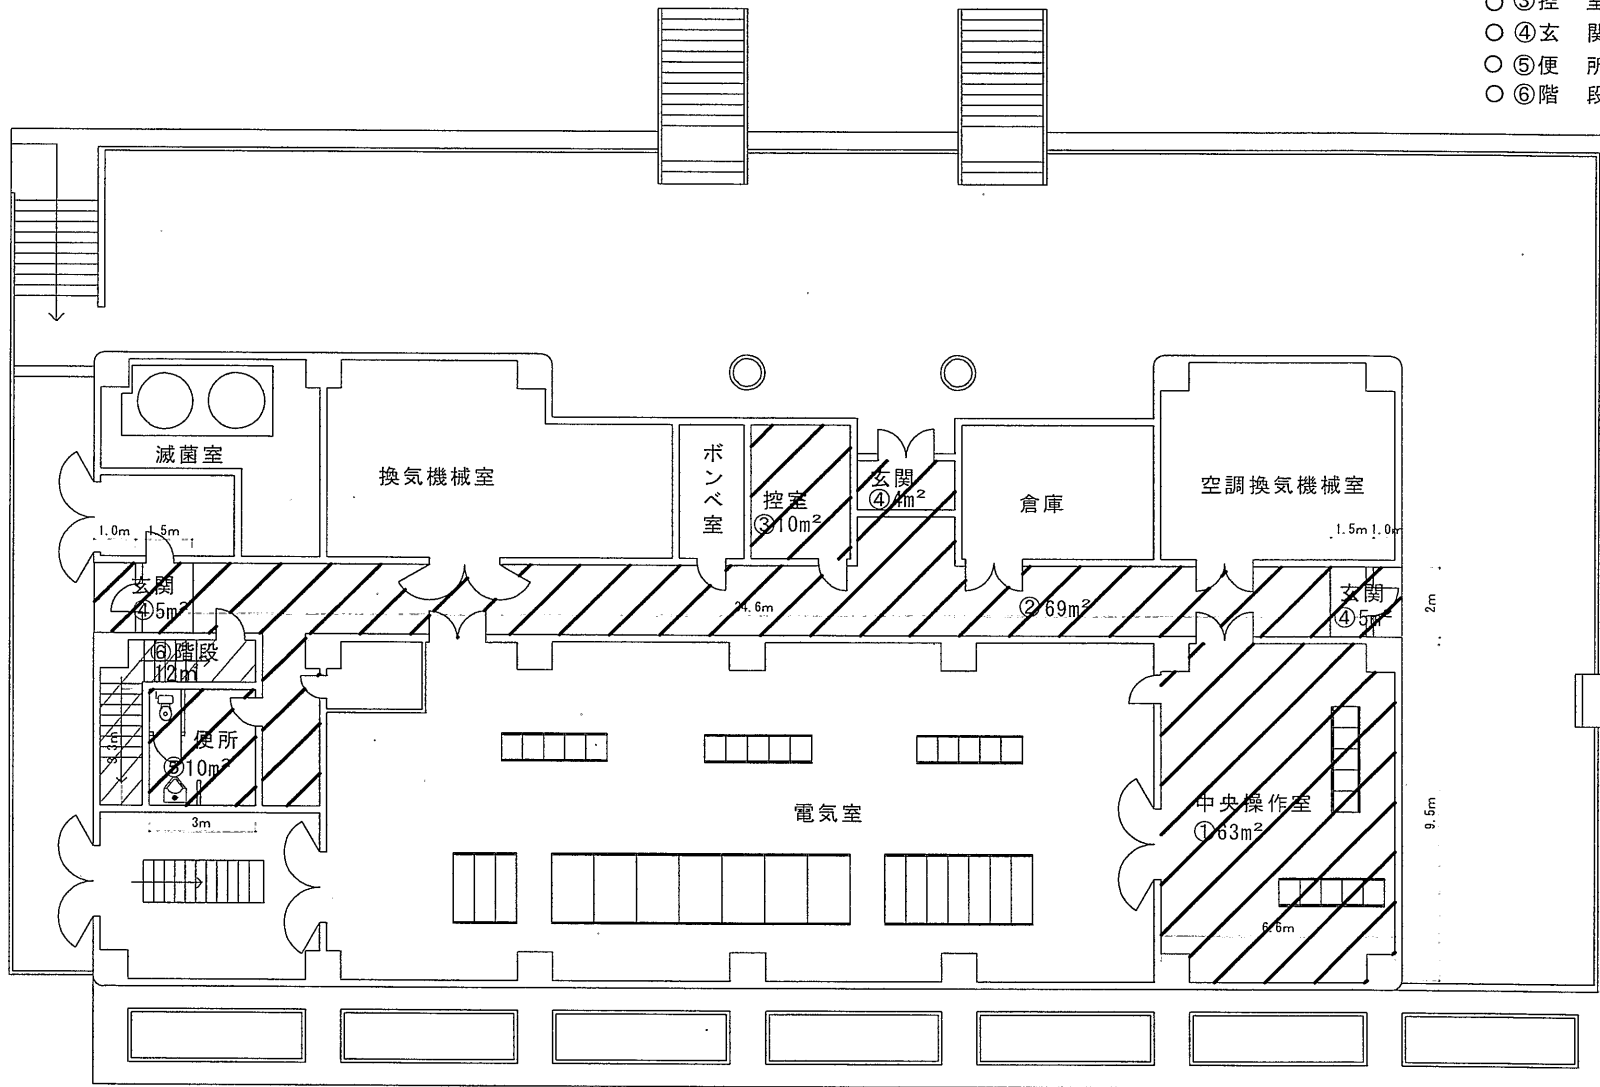 ○ ③控 室
○ ④玄 関
○ ⑤便 所
○ ⑥階 段
滅菌室
換気機械室
ボンベ室
控室
③10m²
玄関
④4m²
倉庫
空調換気機械室
1.5m 1.0m
1.0m 1.5m
玄関
④5m²
24.6m
②69m²
玄関
④5m²
2m
⑥階段
12㎡
便所
⑤10m²
3m
電気室
中央操作室
①63m²
9.5m
6.6m